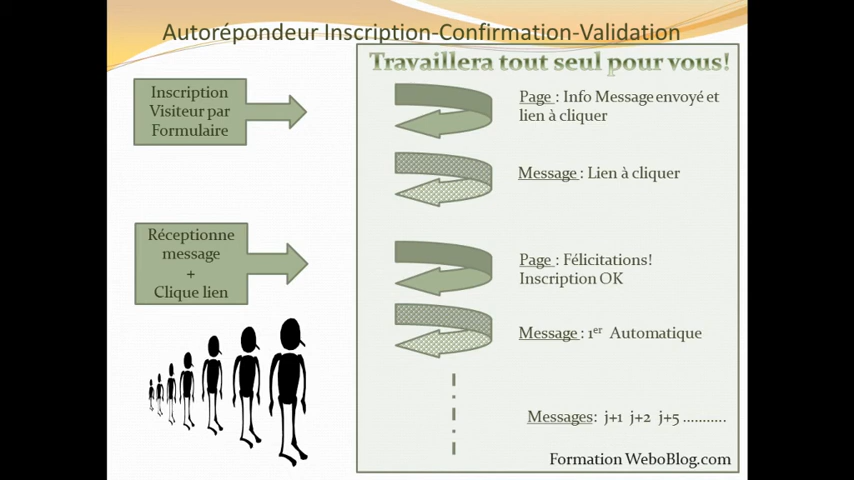 Autorépondeur Inscription-Confirmation-Validation
Travaillera tout seul pour vous!
Inscription
Visiteur par
Formulaire
Page : Info Message envoyé et
lien à cliquer
Message : Lien à cliquer
Réceptionne
message
+
Clique lien
Page : Félicitations!
Inscription OK
Message : 1er Automatique
Messages: j+1 j+2 j+5 ...........
Formation WeboBlog.com